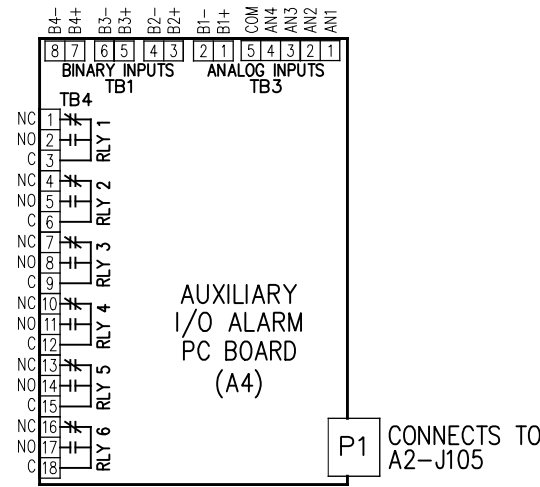 B4- B4+ B3- B3+ B2- B2+ B1- B1+ COM AN4 AN3 AN2 AN1
8 7 6 5 4 3 2 1 5 4 3 2 1
BINARY INPUTS ANALOG INPUTS
TB1 TB3
TB4
NC 1
NO 2
C 3
RLY 1
NC 4
NO 5
C 6
RLY 2
NC 7
NO 8
C 9
RLY 3
NC 10
NO 11
C 12
RLY 4
NC 13
NO 14
C 15
RLY 5
NC 16
NO 17
C 18
RLY 6
AUXILIARY
I/O ALARM
PC BOARD
(A4)
P1
CONNECTS TO
A2-J105